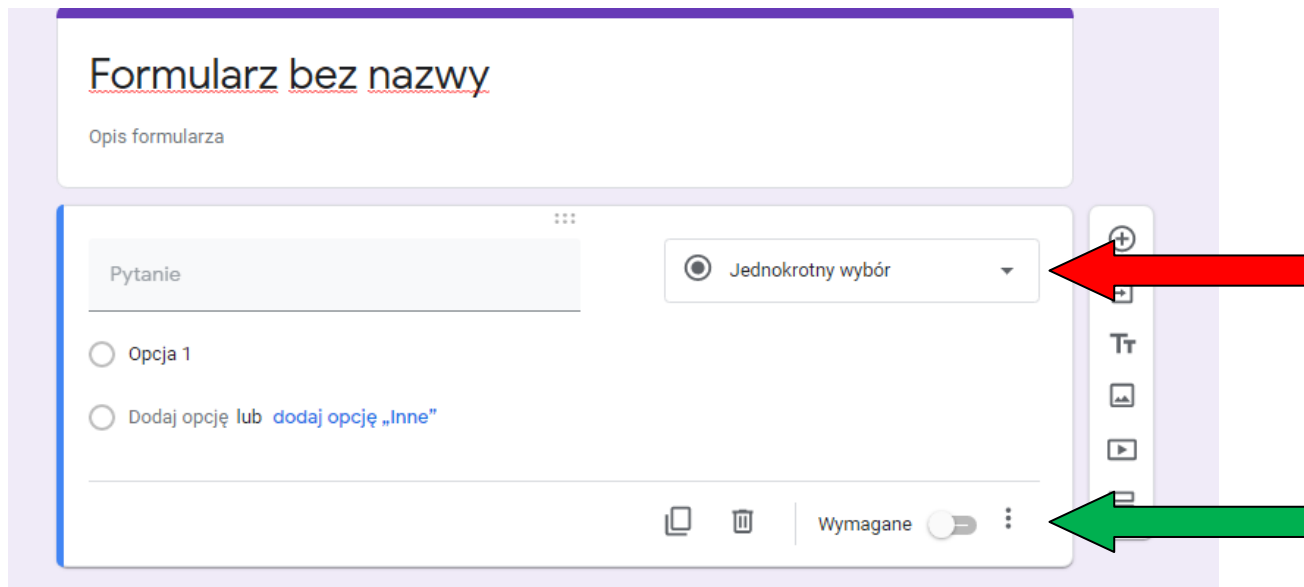 Formularz bez nazwy
Opis formularza
Pytanie
Jednokrotny wybór
Opcja 1
Dodaj opcję lub dodaj opcję „Inne”
Wymagane